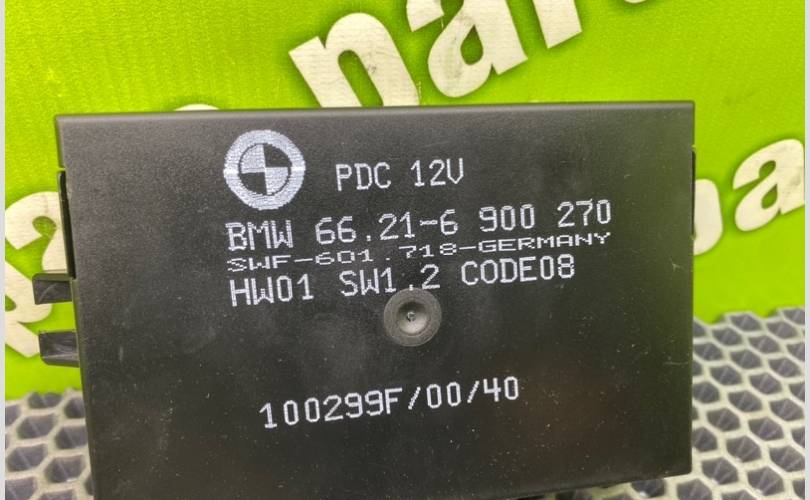 PDC 12V
BMW 66.21-6 900 270
SWF-601.718-GERMANY
HW01 SW1.2 CODE08
100299F/00/40